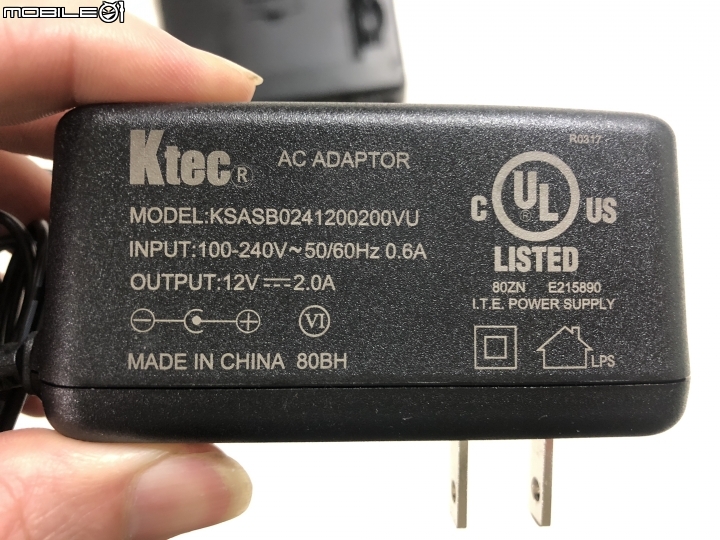 MOBILE01
R0317
Ktec® AC ADAPTOR
MODEL:KSASB0241200200VU
INPUT:100-240V~50/60Hz 0.6A
OUTPUT:12V⎓2.0A
VI
MADE IN CHINA 80BH
C UL® US
LISTED
80ZN E215890
I.T.E. POWER SUPPLY
LPS